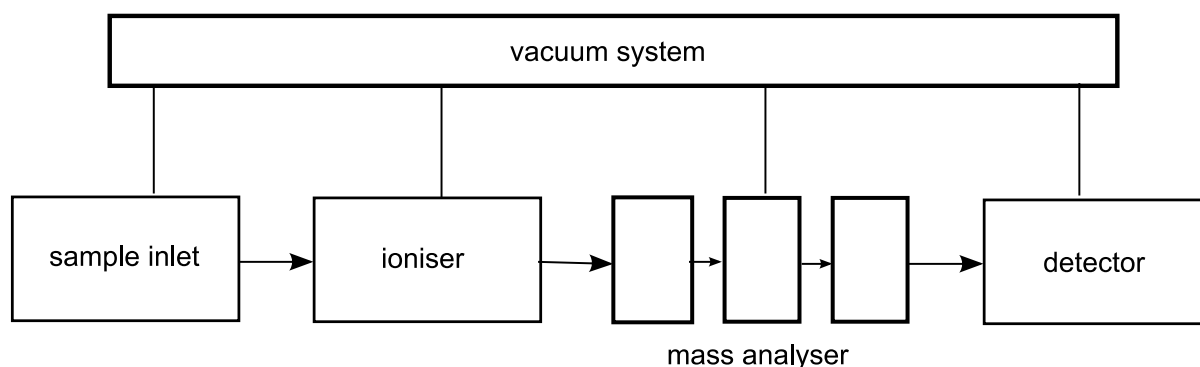 vacuum system
sample inlet
ioniser
detector
mass analyser